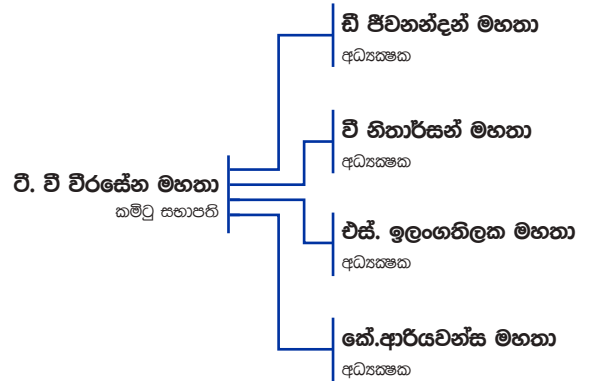 ඩී ජීවනන්දන් මහතා
අධ්‍යක්ෂක
වී නිතාර්සන් මහතා
අධ්‍යක්ෂක
ටී. වී වීරසේන මහතා
කමිටු සභාපති
එස්. ඉලංගතිලක මහතා
අධ්‍යක්ෂක
කේ.ආරියවන්ස මහතා
අධ්‍යක්ෂක